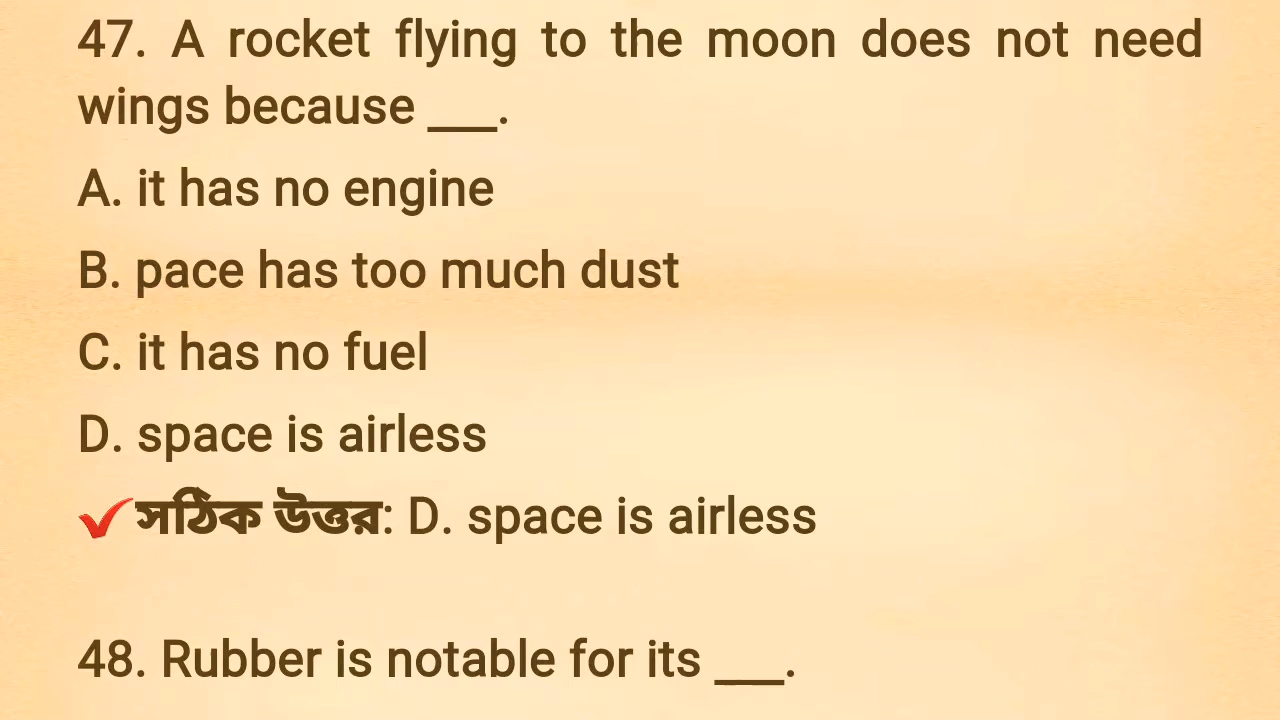 47. A rocket flying to the moon does not need
wings because ___.
A. it has no engine
B. pace has too much dust
C. it has no fuel
D. space is airless
✓সঠিক উত্তর: D. space is airless
48. Rubber is notable for its ___.